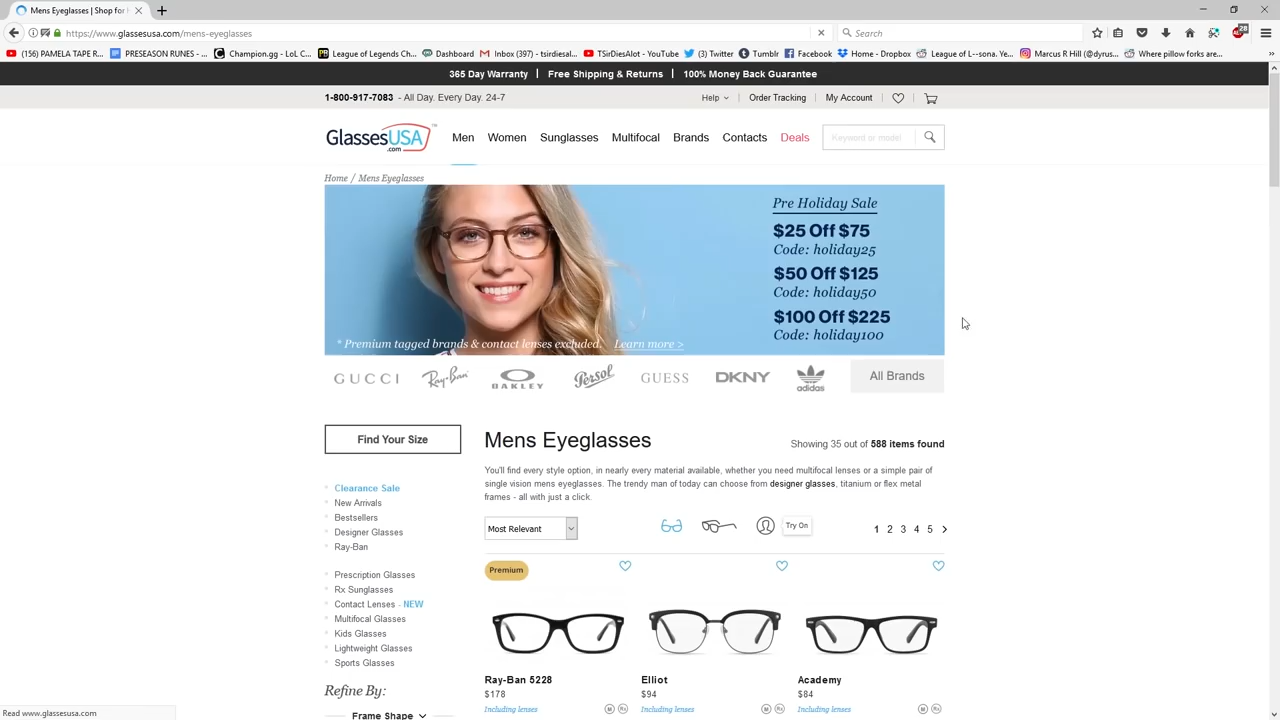 Mens Eyeglasses | Shop for
https://www.glassesusa.com/mens-eyeglasses
Search
28
(156) PAMELA TAPE R...
PRESEASON RUNES - ...
Champion.gg - LoL C...
League of Legends Ch...
Dashboard
Inbox (397) - tsirdiesal...
TSirDiesAlot - YouTube
(3) Twitter
Tumblr
Facebook
Home - Dropbox
League of L--sona.
Marcus R Hill (@dyrus...
Where pillow forks are...
365 Day Warranty | Free Shipping & Returns | 100% Money Back Guarantee
1-800-917-7083 - All Day. Every Day. 24-7
Help
Order Tracking
My Account
GlassesUSA™
.com
Men
Women
Sunglasses
Multifocal
Brands
Contacts
Deals
Keyword or model
Home / Mens Eyeglasses
Pre Holiday Sale
$25 Off $75
Code: holiday25
$50 Off $125
Code: holiday50
$100 Off $225
Code: holiday100
* Premium tagged brands & contact lenses excluded. Learn more >
GUCCI
Ray-Ban
OAKLEY
Persol
GUESS
DKNY
adidas
All Brands
Find Your Size
Clearance Sale
New Arrivals
Bestsellers
Designer Glasses
Ray-Ban
Prescription Glasses
Rx Sunglasses
Contact Lenses - NEW
Multifocal Glasses
Kids Glasses
Lightweight Glasses
Sports Glasses
Refine By:
Frame Shape
Mens Eyeglasses
Showing 35 out of 588 items found
You'll find every style option, in nearly every material available, whether you need multifocal lenses or a simple pair of
single vision mens eyeglasses. The trendy man of today can choose from designer glasses, titanium or flex metal
frames - all with just a click.
Most Relevant
Try On
1 2 3 4 5 >
Premium
Ray-Ban 5228
$178
Including lenses
Elliot
$94
Including lenses
Academy
$84
Including lenses
Read www.glassesusa.com